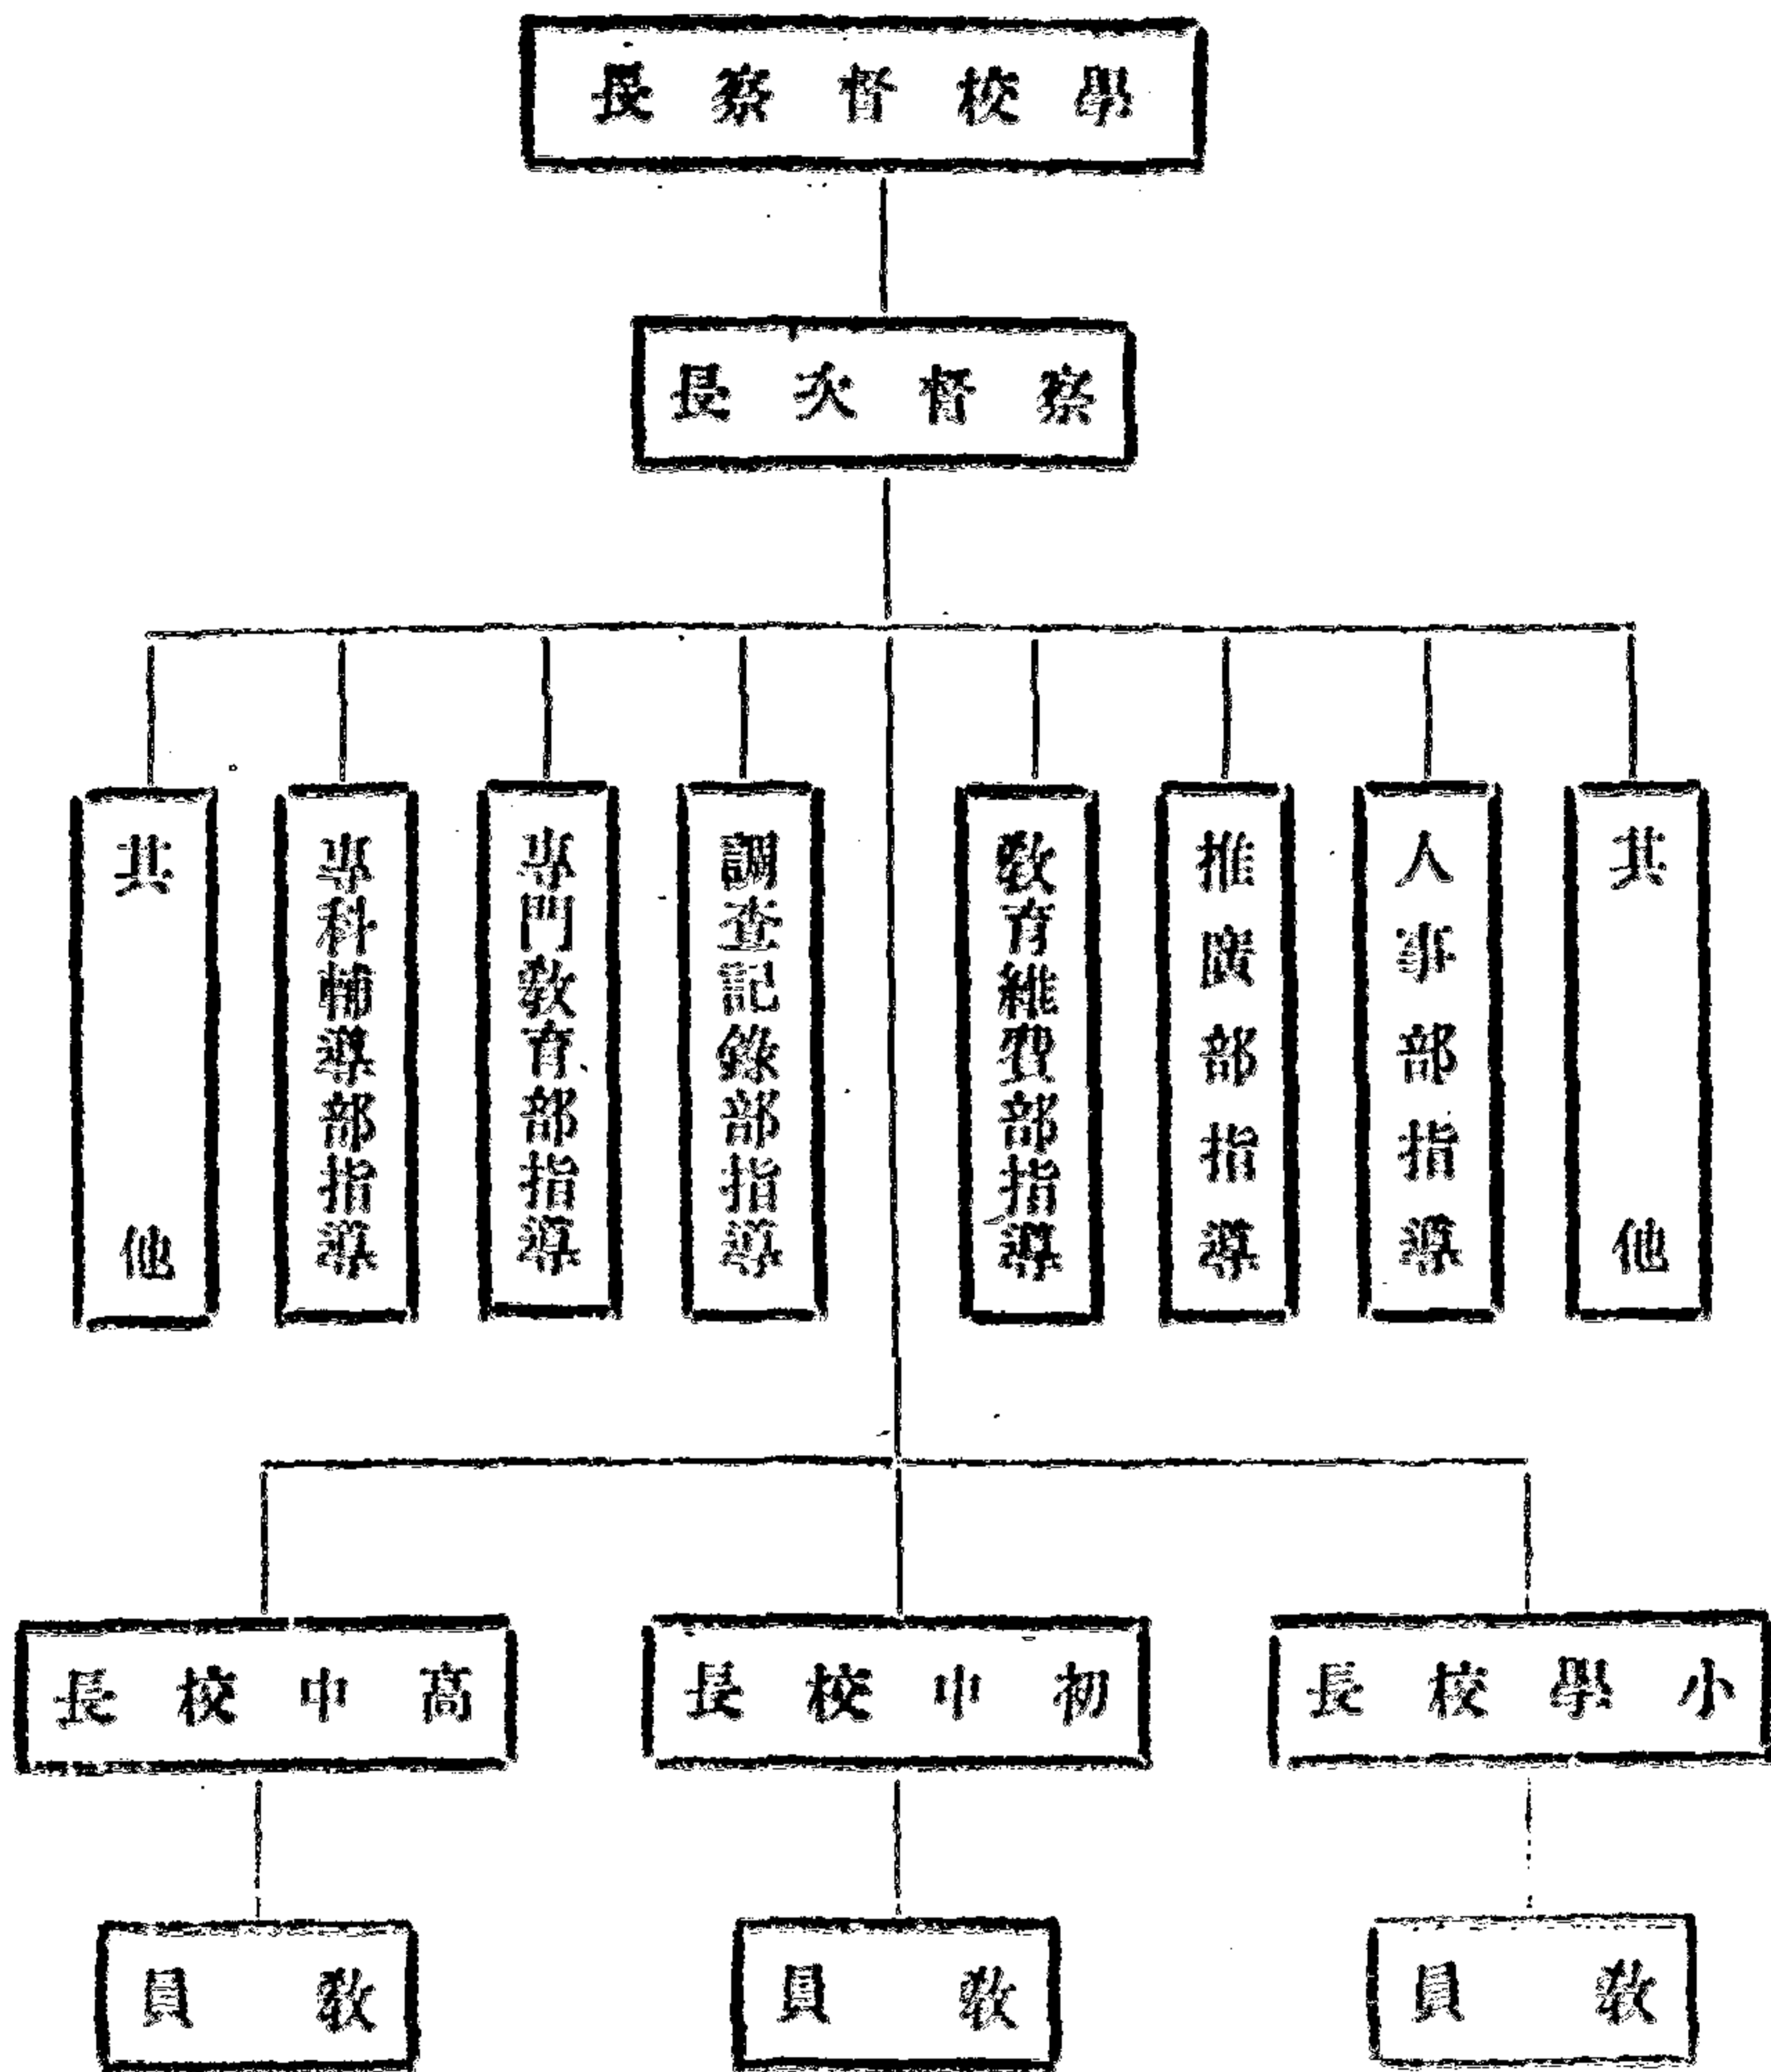 學校督察長
督察次長
其他
人事部指導
推廣部指導
教育維費部指導
調查記錄部指導
專門教育部指導
專科輔導部指導
其他
小學校長
初中校長
高中校長
教員
教員
教員